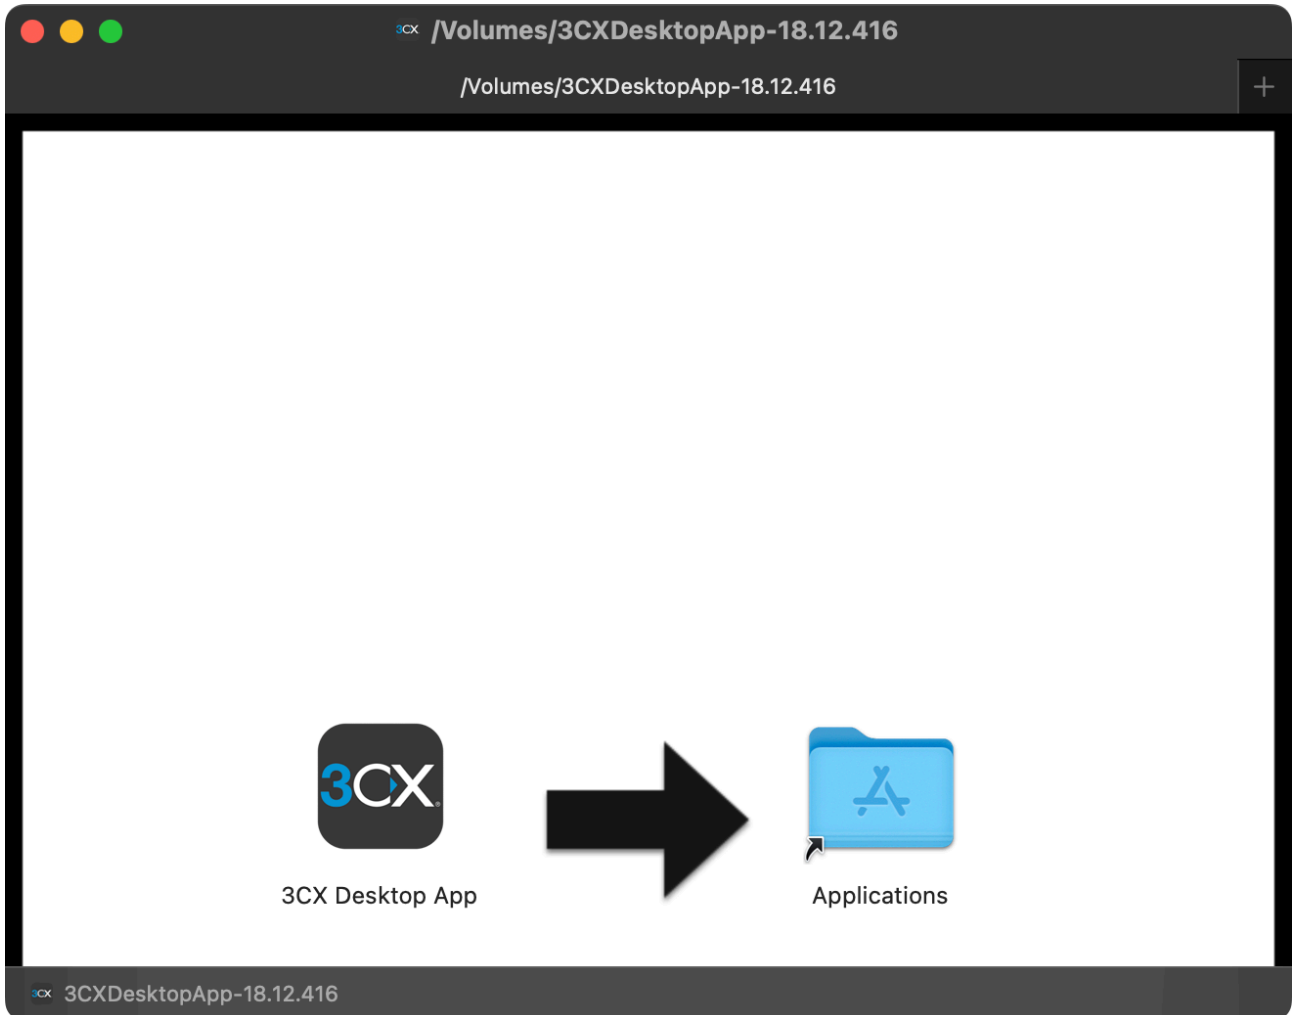 3CX /Volumes/3CXDesktopApp-18.12.416
/Volumes/3CXDesktopApp-18.12.416
3CX®
3CX Desktop App
Applications
3CX 3CXDesktopApp-18.12.416